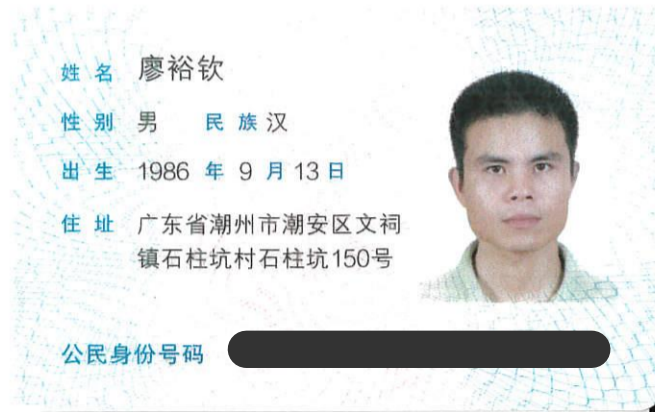 姓名 廖裕钦
性别 男 民族 汉
出生 1986 年 9 月 13 日
住址 广东省潮州市潮安区文祠
镇石柱坑村石柱坑150号
公民身份号码